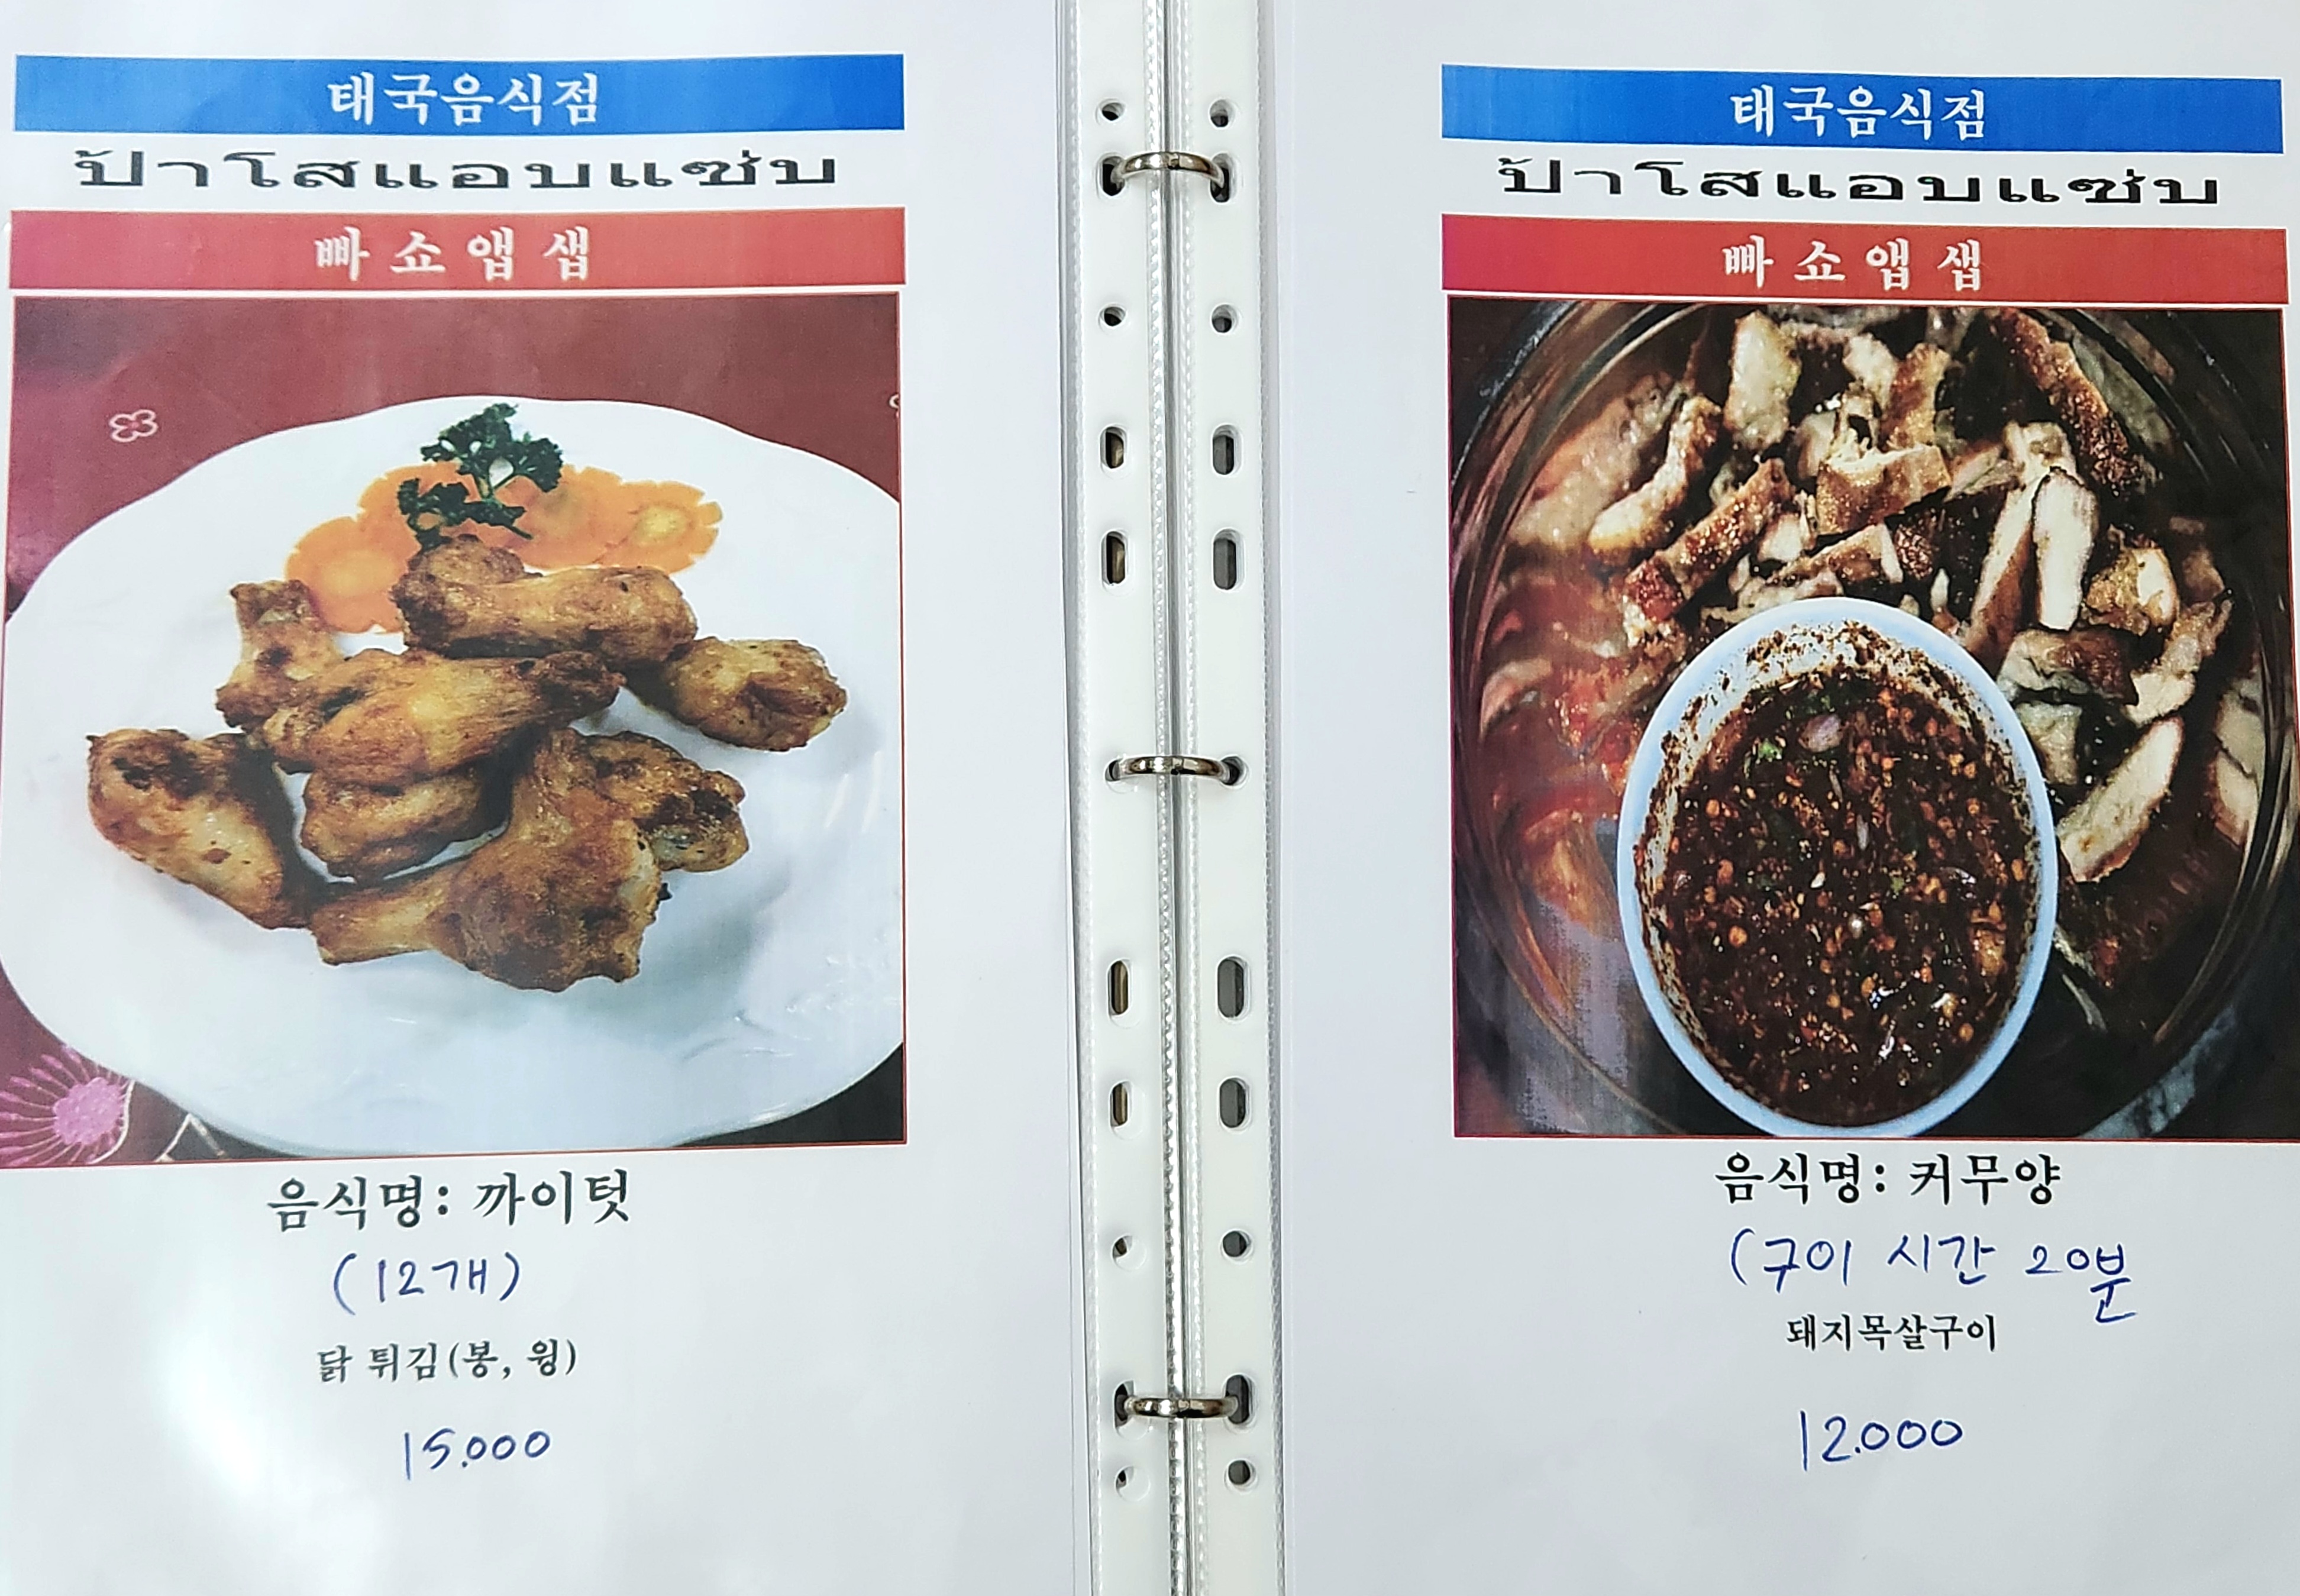 태국음식점
ป้าโสแอบแซ่บ
빠 쇼 앱 샙
음식명: 까이텃
(12개)
닭 튀김(봉, 윙)
15.000
태국음식점
ป้าโสแอบแซ่บ
빠 쇼 앱 샙
음식명: 커무양
(구이 시간 20분
돼지목살구이
12.000